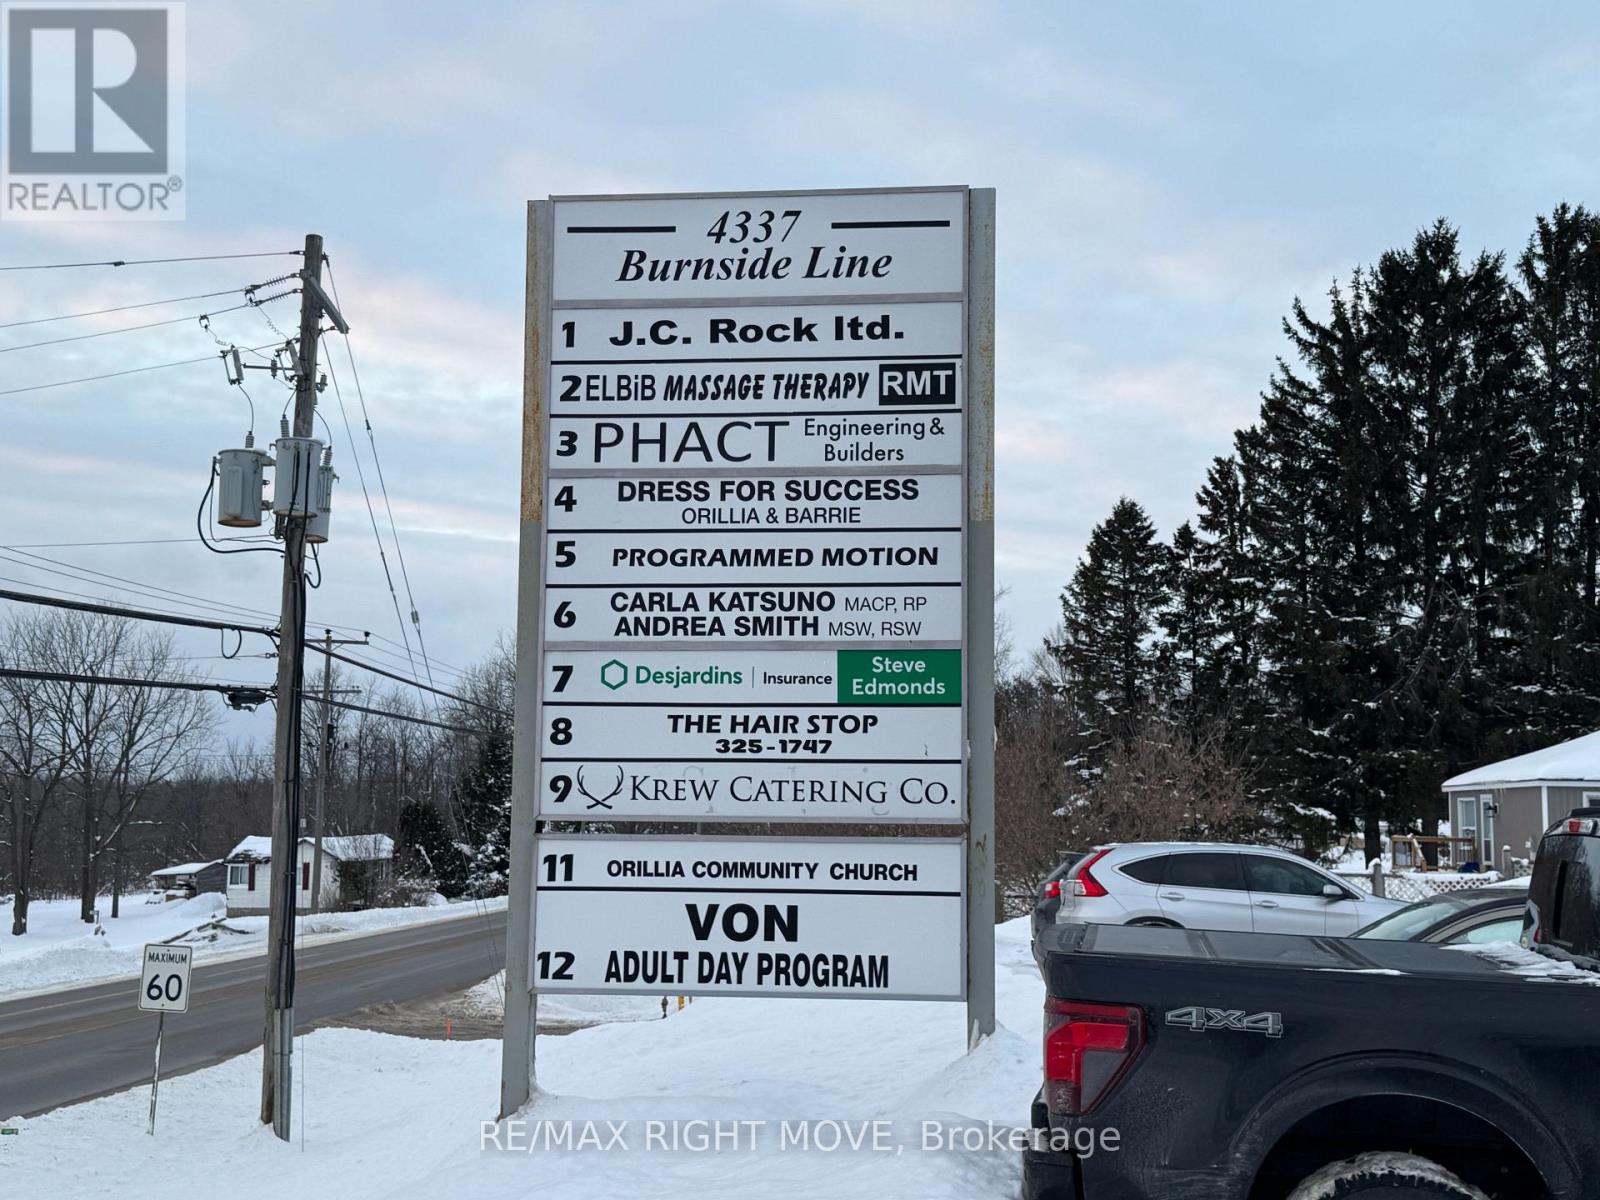 REALTOR®
4337
Burnside Line
1 J.C. Rock ltd.
2 ELBiB MASSAGE THERAPY RMT
3 PHACT Engineering &
Builders
4 DRESS FOR SUCCESS
ORILLIA & BARRIE
5 PROGRAMMED MOTION
6 CARLA KATSUNO MACP, RP
ANDREA SMITH MSW, RSW
7 Desjardins | Insurance Steve
Edmonds
8 THE HAIR STOP
325-1747
9 KREW CATERING CO.
11 ORILLIA COMMUNITY CHURCH
VON
12 ADULT DAY PROGRAM
MAXIMUM
60
4x4
RE/MAX RIGHT MOVE, Brokerage